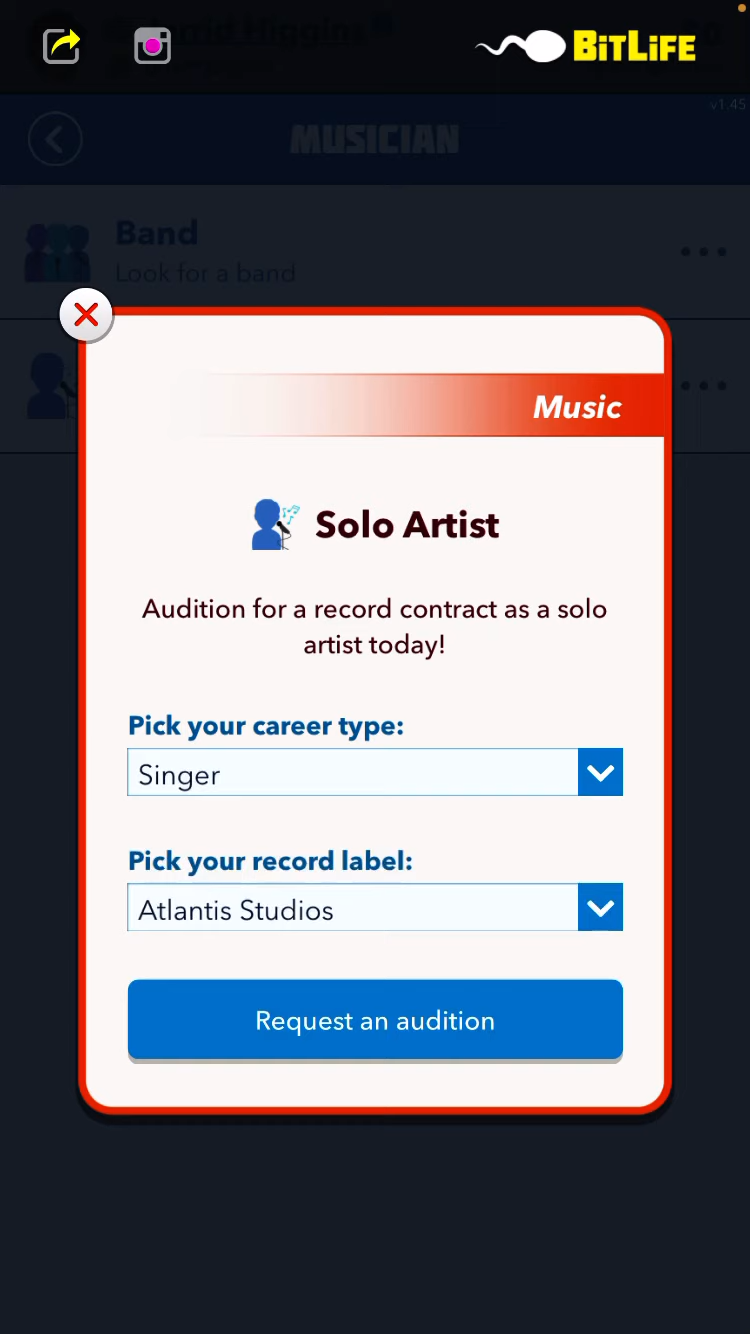 BITLIFE
v1.45
MUSICIAN
Band
Look for a band
Music
Solo Artist
Audition for a record contract as a solo
artist today!
Pick your career type:
Singer
Pick your record label:
Atlantis Studios
Request an audition